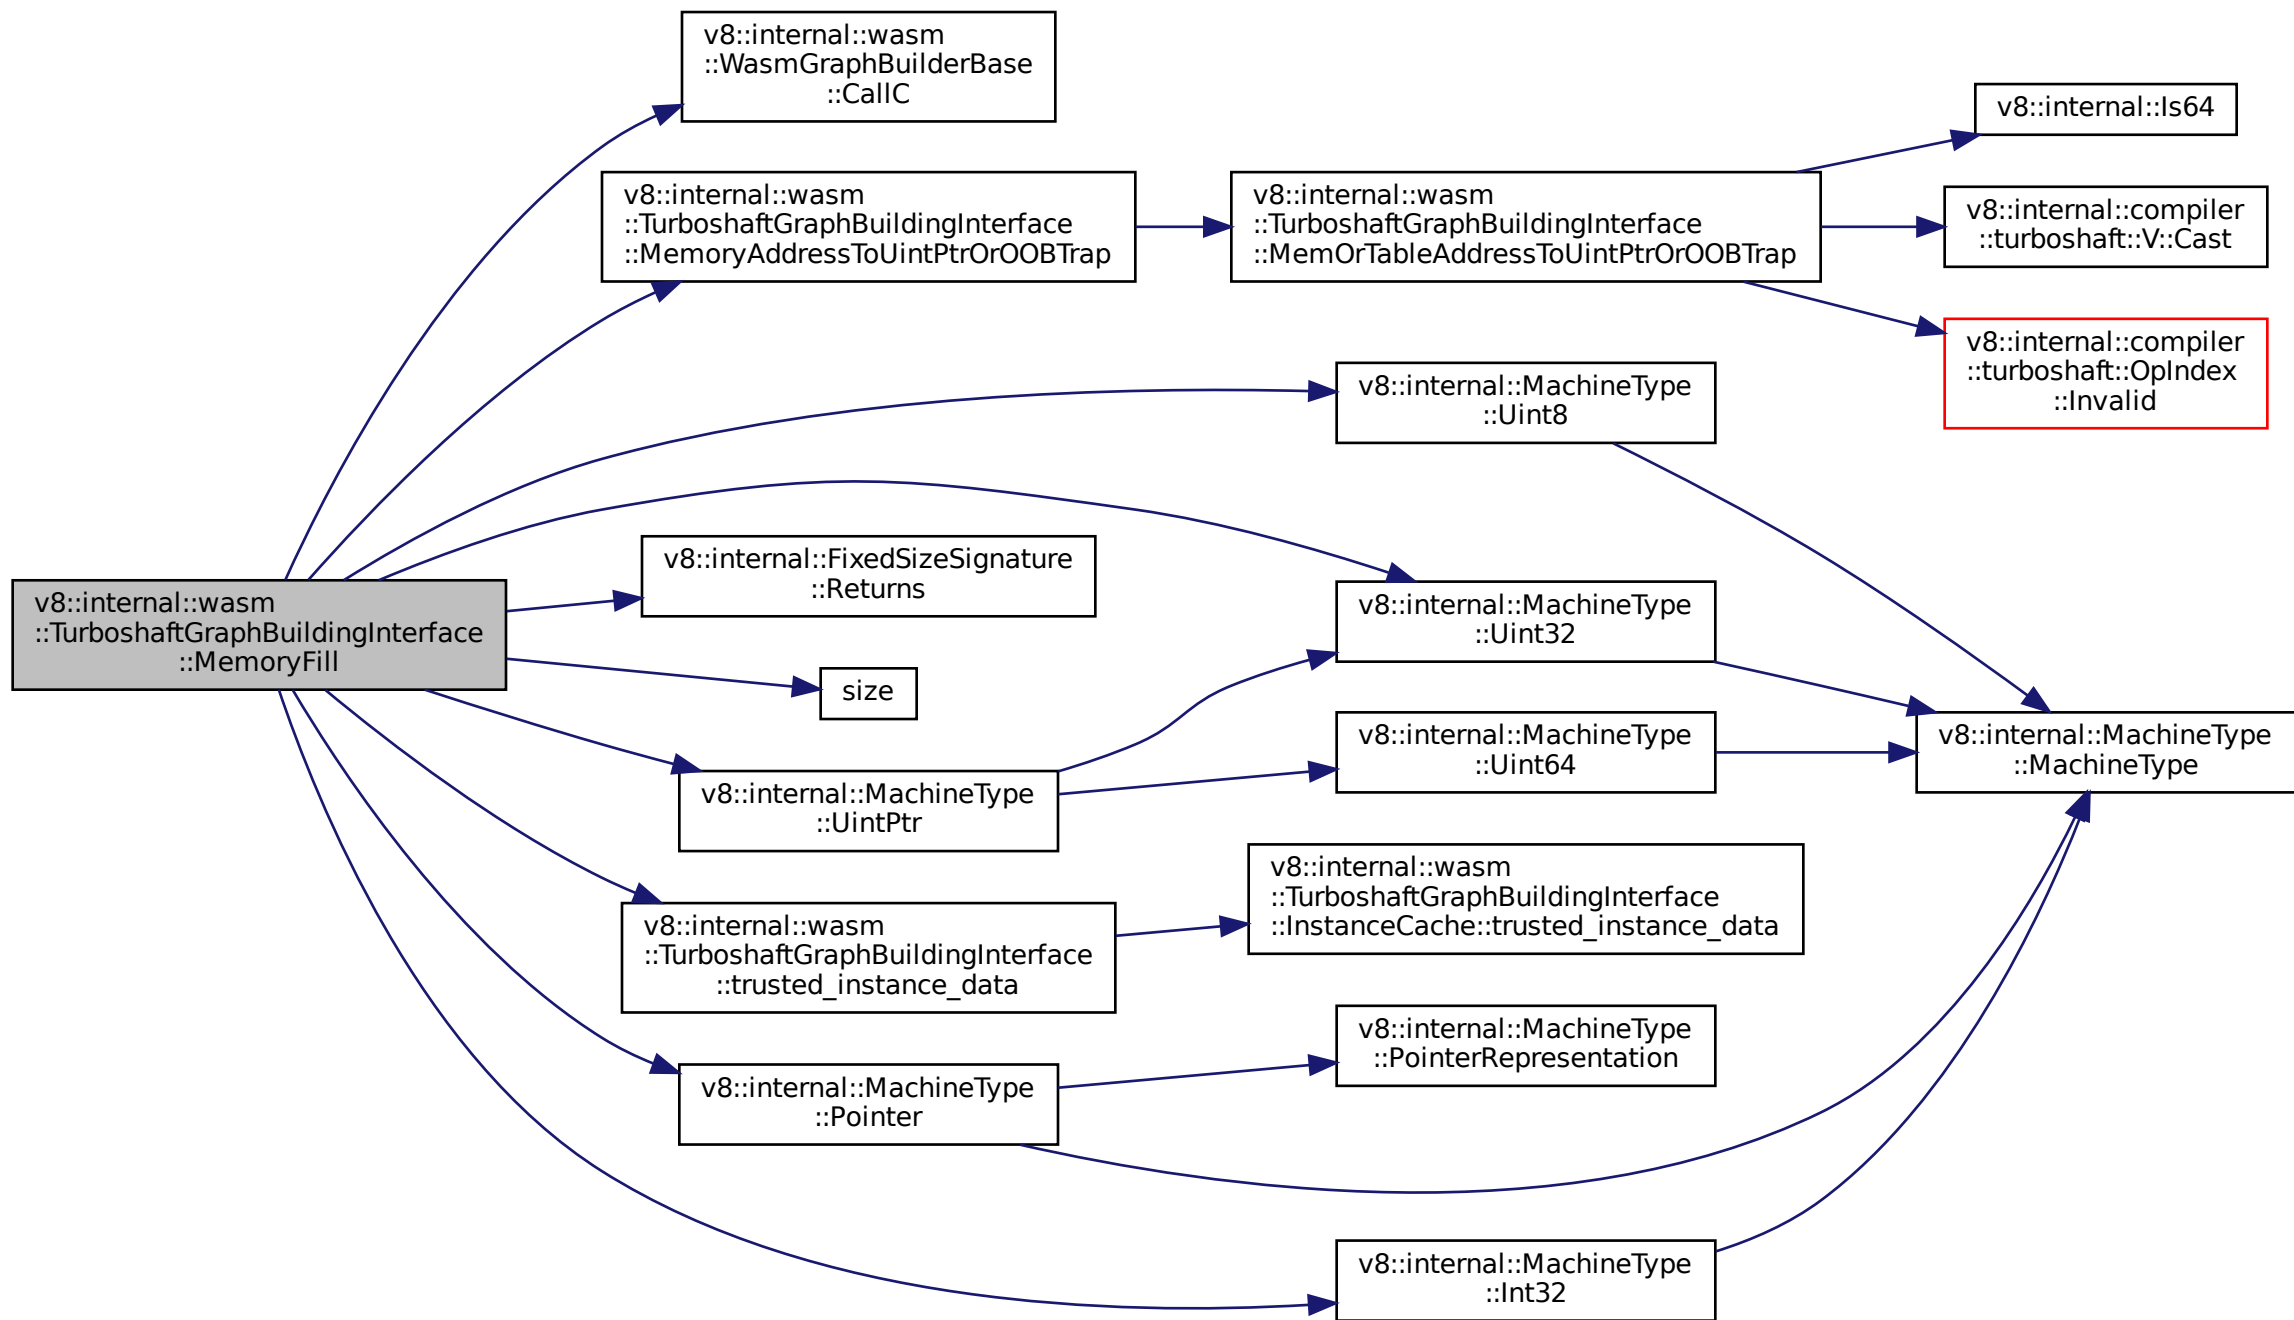 v8::internal::wasm
::WasmGraphBuilderBase
::CallC
v8::internal::Is64
v8::internal::wasm
::TurboshaftGraphBuildingInterface
::MemoryAddressToUintPtrOrOOBTrap
v8::internal::wasm
::TurboshaftGraphBuildingInterface
::MemOrTableAddressToUintPtrOrOOBTrap
v8::internal::compiler
::turboshaft::V::Cast
v8::internal::compiler
::turboshaft::OpIndex
::Invalid
v8::internal::MachineType
::Uint8
v8::internal::FixedSizeSignature
::Returns
v8::internal::wasm
::TurboshaftGraphBuildingInterface
::MemoryFill
v8::internal::MachineType
::Uint32
size
v8::internal::MachineType
::UintPtr
v8::internal::MachineType
::Uint64
v8::internal::MachineType
::MachineType
v8::internal::wasm
::TurboshaftGraphBuildingInterface
::trusted_instance_data
v8::internal::wasm
::TurboshaftGraphBuildingInterface
::InstanceCache::trusted_instance_data
v8::internal::MachineType
::Pointer
v8::internal::MachineType
::PointerRepresentation
v8::internal::MachineType
::Int32